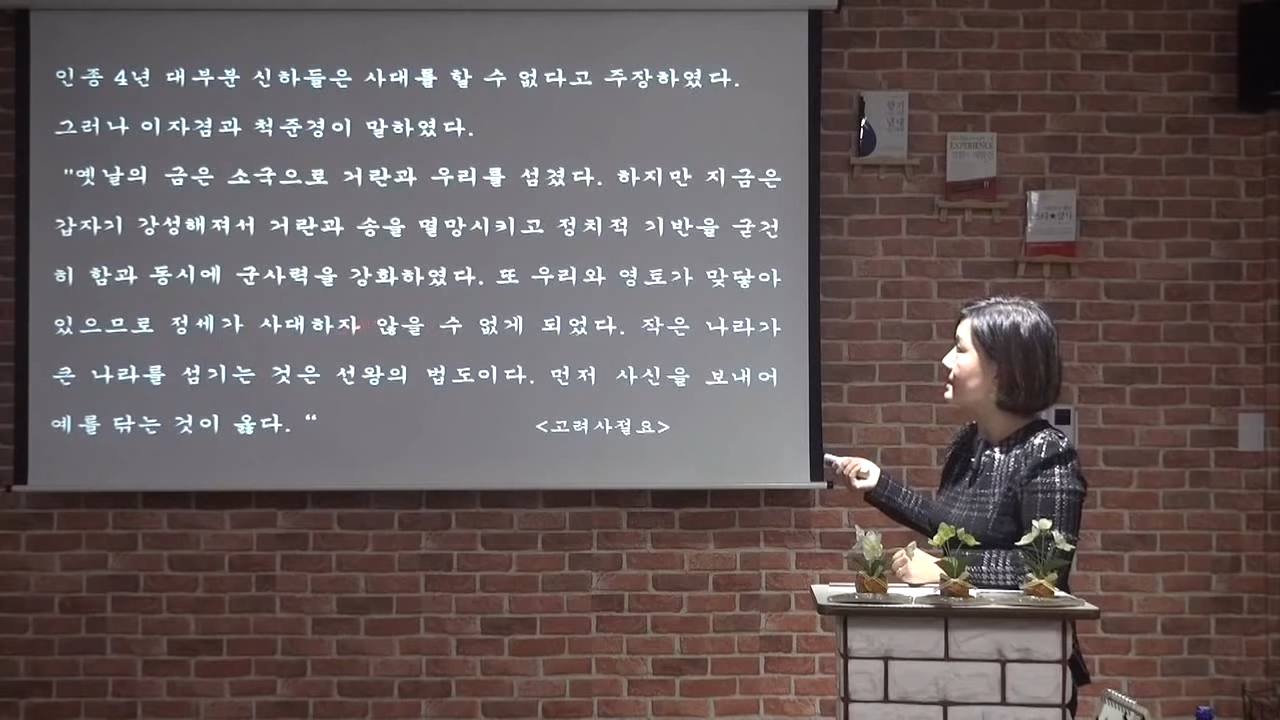 인종 4년 대부분 신하들은 사대를 할 수 없다고 주장하였다.
그러나 이자겸과 척준경이 말하였다.
"옛날의 금은 소국으로 거란과 우리를 섬겼다. 하지만 지금은
갑자기 강성해져서 거란과 송을 멸망시키고 정치적 기반을 굳건
히 함과 동시에 군사력을 강화하였다. 또 우리와 영토가 맞닿아
있으므로 정세가 사대하지 않을 수 없게 되었다. 작은 나라가
큰 나라를 섬기는 것은 선왕의 법도이다. 먼저 사신을 보내어
예를 닦는 것이 옳다. “
<고려사절요>
EXPERIENCE